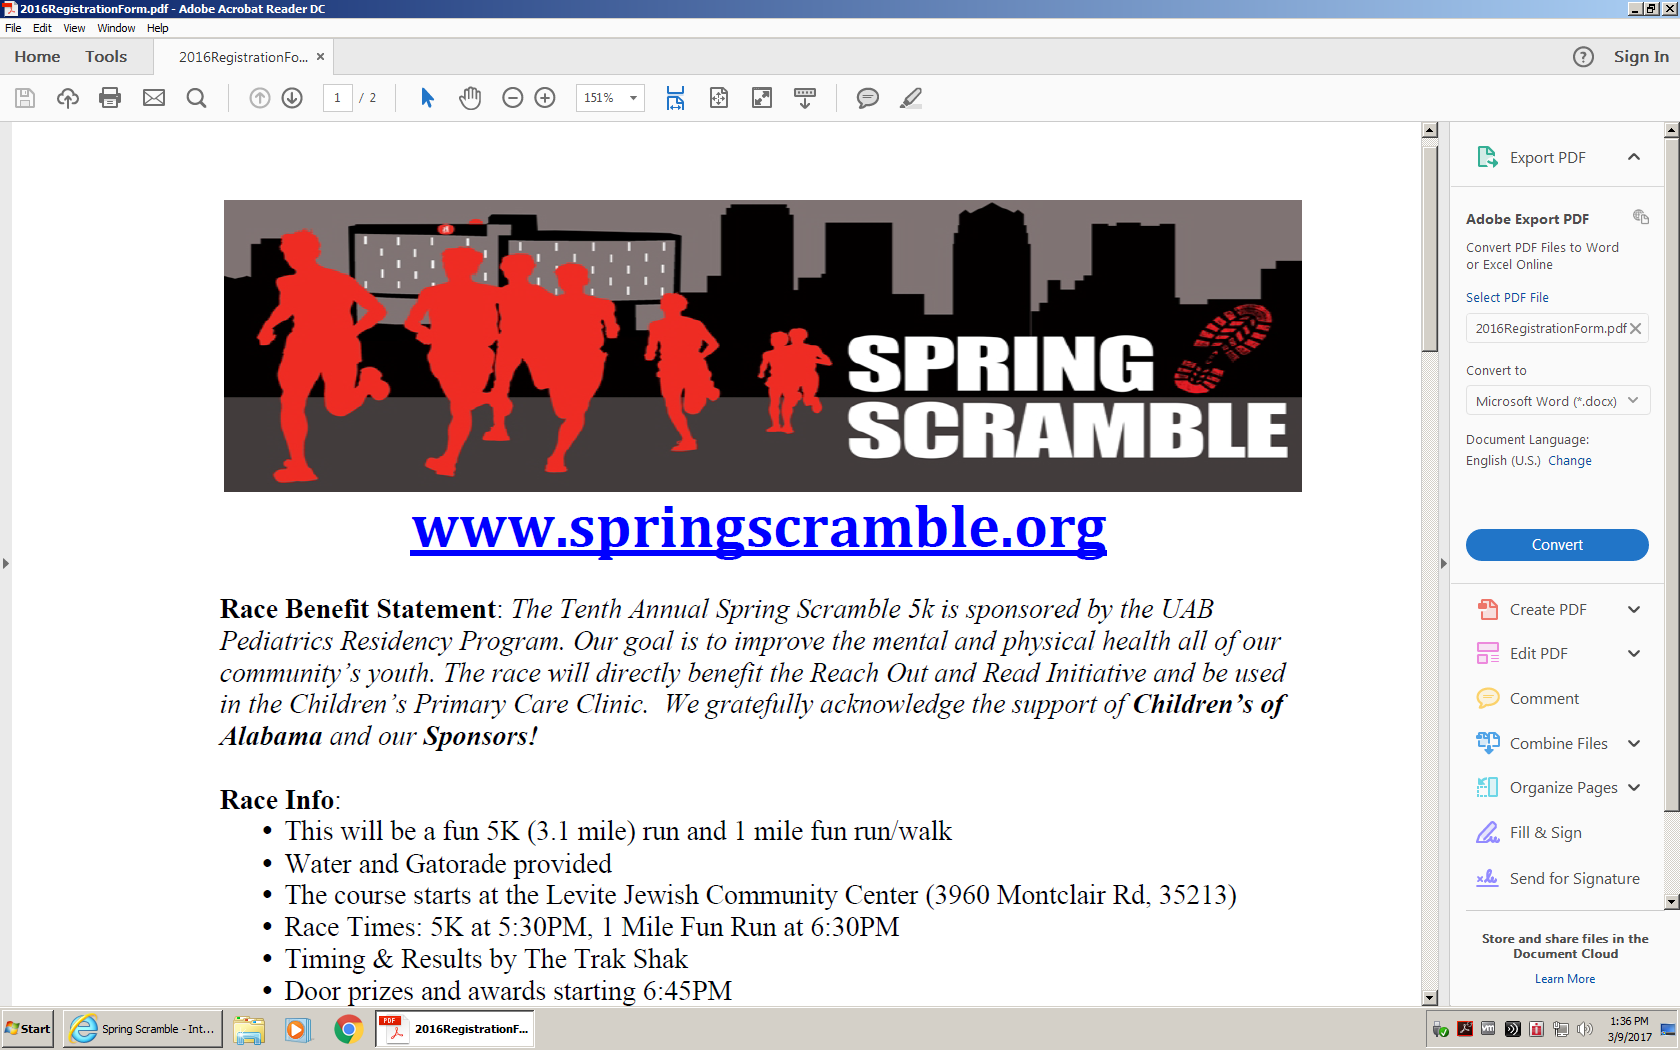 2016RegistrationForm.pdf - Adobe Acrobat Reader DC
File Edit View Window Help
Home Tools 2016RegistrationFo... × ? Sign In
1 / 2 151%
SPRING
SCRAMBLE
www.springscramble.org
Race Benefit Statement: The Tenth Annual Spring Scramble 5k is sponsored by the UAB
Pediatrics Residency Program. Our goal is to improve the mental and physical health all of our
community’s youth. The race will directly benefit the Reach Out and Read Initiative and be used
in the Children’s Primary Care Clinic. We gratefully acknowledge the support of Children’s of
Alabama and our Sponsors!
Race Info:
• This will be a fun 5K (3.1 mile) run and 1 mile fun run/walk
• Water and Gatorade provided
• The course starts at the Levite Jewish Community Center (3960 Montclair Rd, 35213)
• Race Times: 5K at 5:30PM, 1 Mile Fun Run at 6:30PM
• Timing & Results by The Trak Shak
• Door prizes and awards starting 6:45PM
Export PDF
Adobe Export PDF
Convert PDF Files to Word
or Excel Online
Select PDF File
2016RegistrationForm.pdf
Convert to
Microsoft Word (*.docx)
Document Language:
English (U.S.) Change
Convert
Create PDF
Edit PDF
Comment
Combine Files
Organize Pages
Fill & Sign
Send for Signature
Store and share files in the
Document Cloud
Learn More
Start Spring Scramble - Int... PDF 2016RegistrationF... vm 1:36 PM
3/9/2017